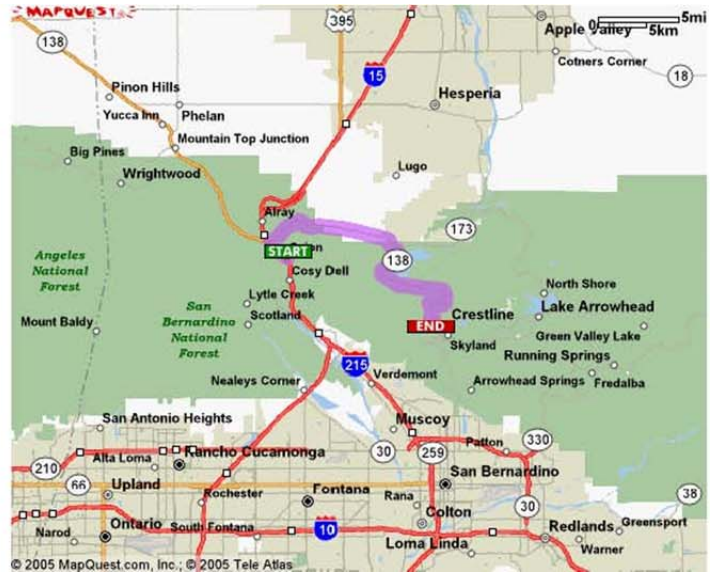 MAPQUEST
395
138
15
Apple Valley
0
5mi
5km
Cotners Corner
18
Pinon Hills
Hesperia
Yucca Inn
Phelan
Mountain Top Junction
Big Pines
Wrightwood
Lugo
Alray
173
START
138
Angeles
National
Forest
Cosy Dell
Lytle Creek
North Shore
San
Bernardino
National
Forest
Scotland
Crestline
Lake Arrowhead
Mount Baldy
END
Skyland
Green Valley Lake
Running Springs
215
Nealeys Corner
Verdemont
Arrowhead Springs
Fredalba
San Antonio Heights
Muscoy
Patton
330
Alta Loma
Rancho Cucamonga
30
259
210
San Bernardino
66
Upland
Rochester
Fontana
Rana
30
38
Colton
Ontario
South Fontana
10
Redlands
Greensport
Narod
Loma Linda
Warner
© 2005 MapQuest.com, Inc.; © 2005 Tele Atlas